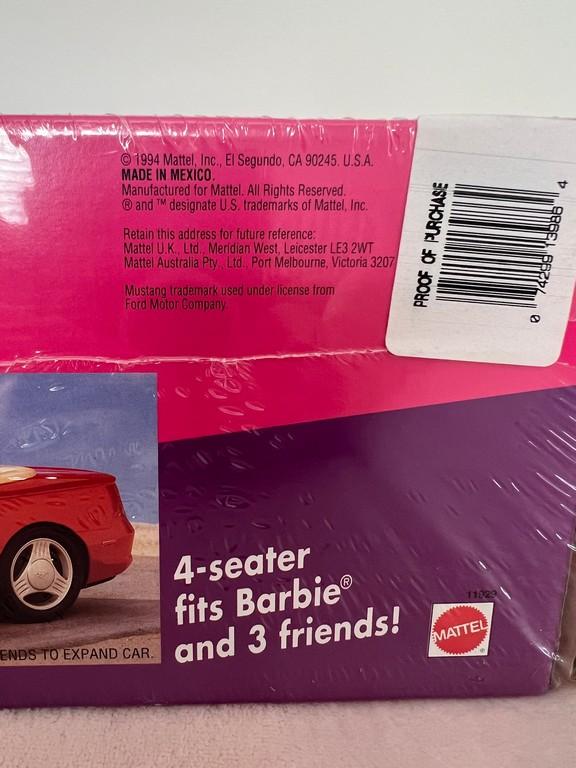 © 1994 Mattel, Inc., El Segundo, CA 90245. U.S.A.
MADE IN MEXICO.
Manufactured for Mattel. All Rights Reserved.
® and ™ designate U.S. trademarks of Mattel, Inc.
Retain this address for future reference:
Mattel U.K., Ltd., Meridian West, Leicester LE3 2WT
Mattel Australia Pty., Ltd., Port Melbourne, Victoria 3207
Mustang trademark used under license from
Ford Motor Company.
PROOF OF PURCHASE
0 74299 13988 4
ENDS TO EXPAND CAR.
4-seater
fits Barbie®
and 3 friends!
11929
MATTEL®